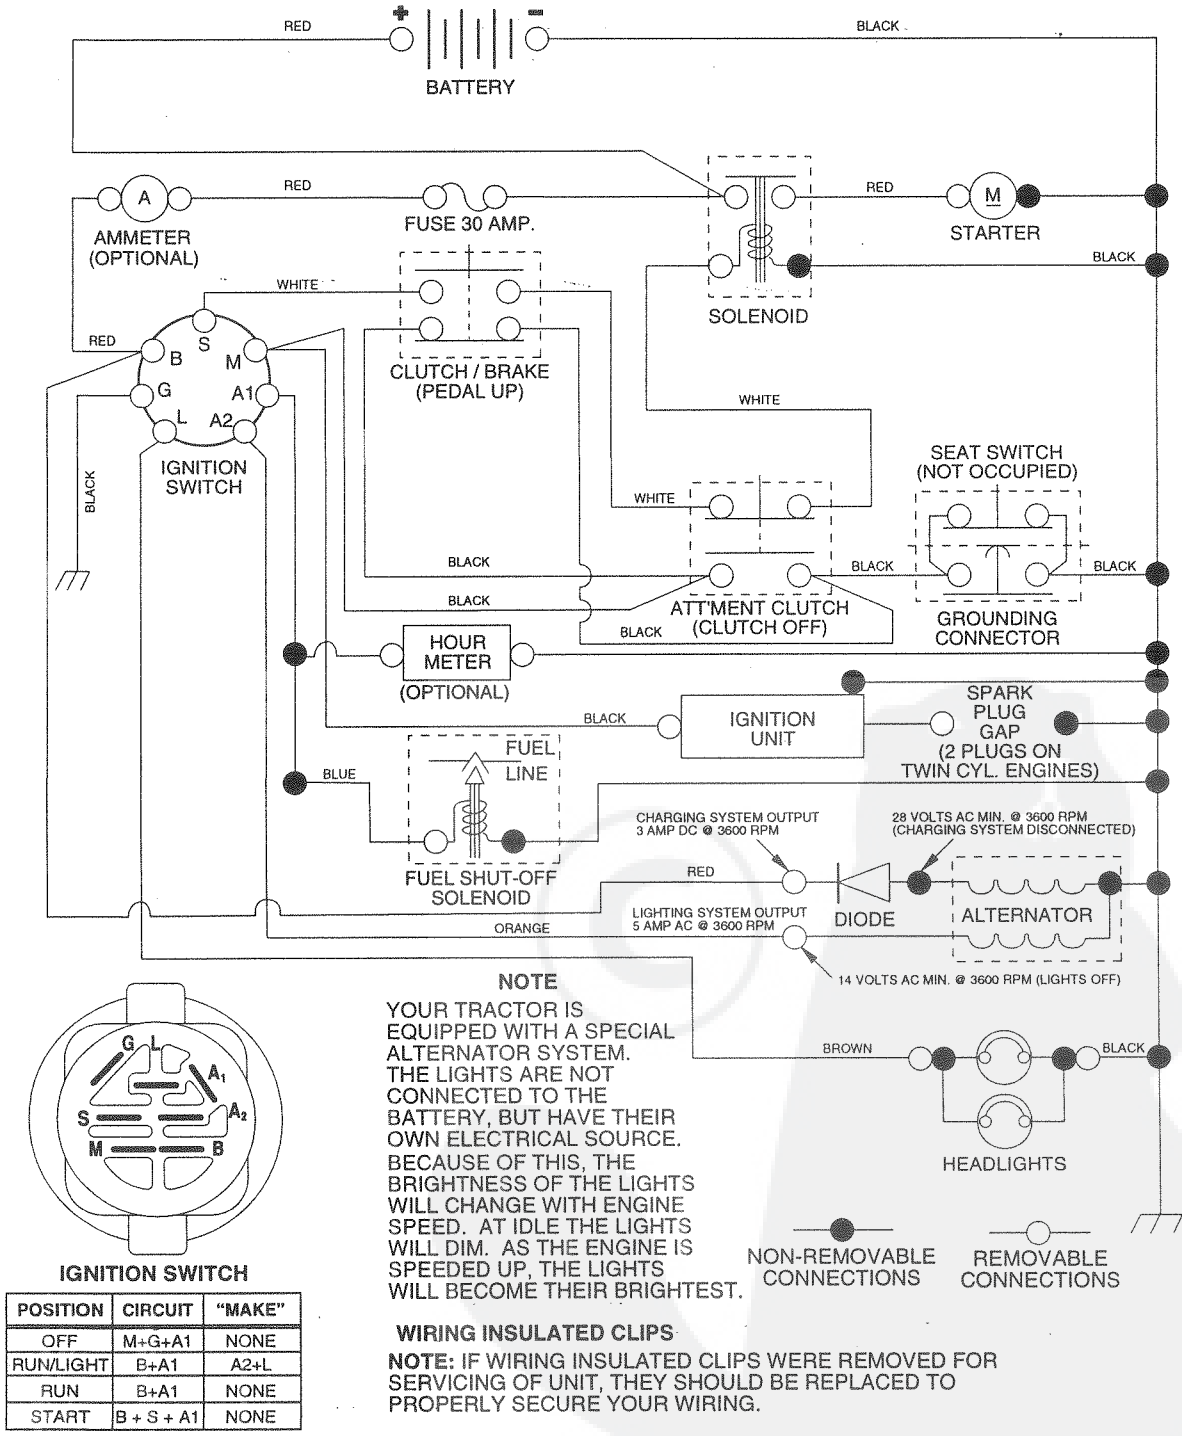 + −
RED
BLACK
BATTERY
A
RED
RED
M
AMMETER
(OPTIONAL)
FUSE 30 AMP.
STARTER
BLACK
SOLENOID
WHITE
RED
S
B
M
G
A1
L
A2
CLUTCH / BRAKE
(PEDAL UP)
IGNITION
SWITCH
WHITE
BLACK
SEAT SWITCH
(NOT OCCUPIED)
WHITE
BLACK
BLACK
BLACK
BLACK
ATT'MENT CLUTCH
(CLUTCH OFF)
BLACK
GROUNDING
CONNECTOR
HOUR
METER
(OPTIONAL)
BLACK
IGNITION
UNIT
SPARK
PLUG
GAP
(2 PLUGS ON
TWIN CYL. ENGINES)
FUEL
LINE
BLUE
FUEL SHUT-OFF
SOLENOID
CHARGING SYSTEM OUTPUT
3 AMP DC @ 3600 RPM
28 VOLTS AC MIN. @ 3600 RPM
(CHARGING SYSTEM DISCONNECTED)
RED
DIODE
ALTERNATOR
LIGHTING SYSTEM OUTPUT
5 AMP AC @ 3600 RPM
ORANGE
14 VOLTS AC MIN. @ 3600 RPM (LIGHTS OFF)
NOTE
YOUR TRACTOR IS
EQUIPPED WITH A SPECIAL
ALTERNATOR SYSTEM.
THE LIGHTS ARE NOT
CONNECTED TO THE
BATTERY, BUT HAVE THEIR
OWN ELECTRICAL SOURCE.
BECAUSE OF THIS, THE
BRIGHTNESS OF THE LIGHTS
WILL CHANGE WITH ENGINE
SPEED. AT IDLE THE LIGHTS
WILL DIM. AS THE ENGINE IS
SPEEDED UP, THE LIGHTS
WILL BECOME THEIR BRIGHTEST.
BROWN
BLACK
HEADLIGHTS
NON-REMOVABLE
CONNECTIONS
REMOVABLE
CONNECTIONS
G L
A1
S
A2
M
B
IGNITION SWITCH
POSITION CIRCUIT "MAKE"
OFF M+G+A1 NONE
RUN/LIGHT B+A1 A2+L
RUN B+A1 NONE
START B + S + A1 NONE
WIRING INSULATED CLIPS
NOTE: IF WIRING INSULATED CLIPS WERE REMOVED FOR
SERVICING OF UNIT, THEY SHOULD BE REPLACED TO
PROPERLY SECURE YOUR WIRING.
©